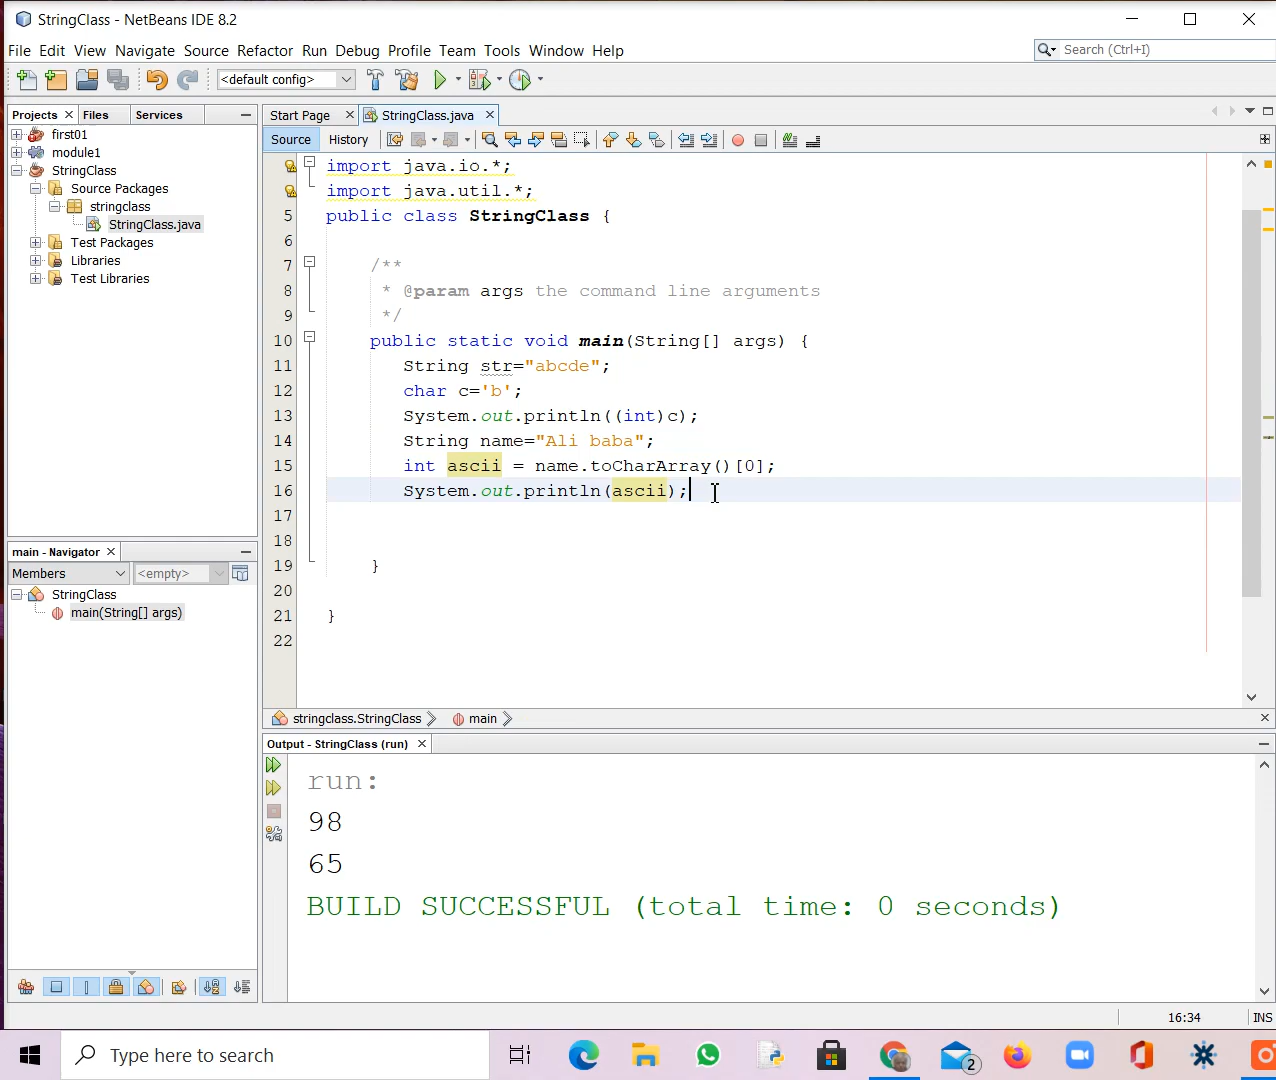 StringClass - NetBeans IDE 8.2
File Edit View Navigate Source Refactor Run Debug Profile Team Tools Window Help
Search (Ctrl+I)
<default config>
Projects Files Services
Start Page StringClass.java
Source History
first01
module1
StringClass
Source Packages
stringclass
StringClass.java
Test Packages
Libraries
Test Libraries
import java.io.*;
import java.util.*;
5 public class StringClass {
6
7 /**
8 * @param args the command line arguments
9 */
10 public static void main(String[] args) {
11 String str="abcde";
12 char c='b';
13 System.out.println((int)c);
14 String name="Ali baba";
15 int ascii = name.toCharArray()[0];
16 System.out.println(ascii);
17
18
19 }
20
21 }
22
main - Navigator
Members <empty>
StringClass
main(String[] args)
stringclass.StringClass main
Output - StringClass (run)
run:
98
65
BUILD SUCCESSFUL (total time: 0 seconds)
16:34 INS
Type here to search
2